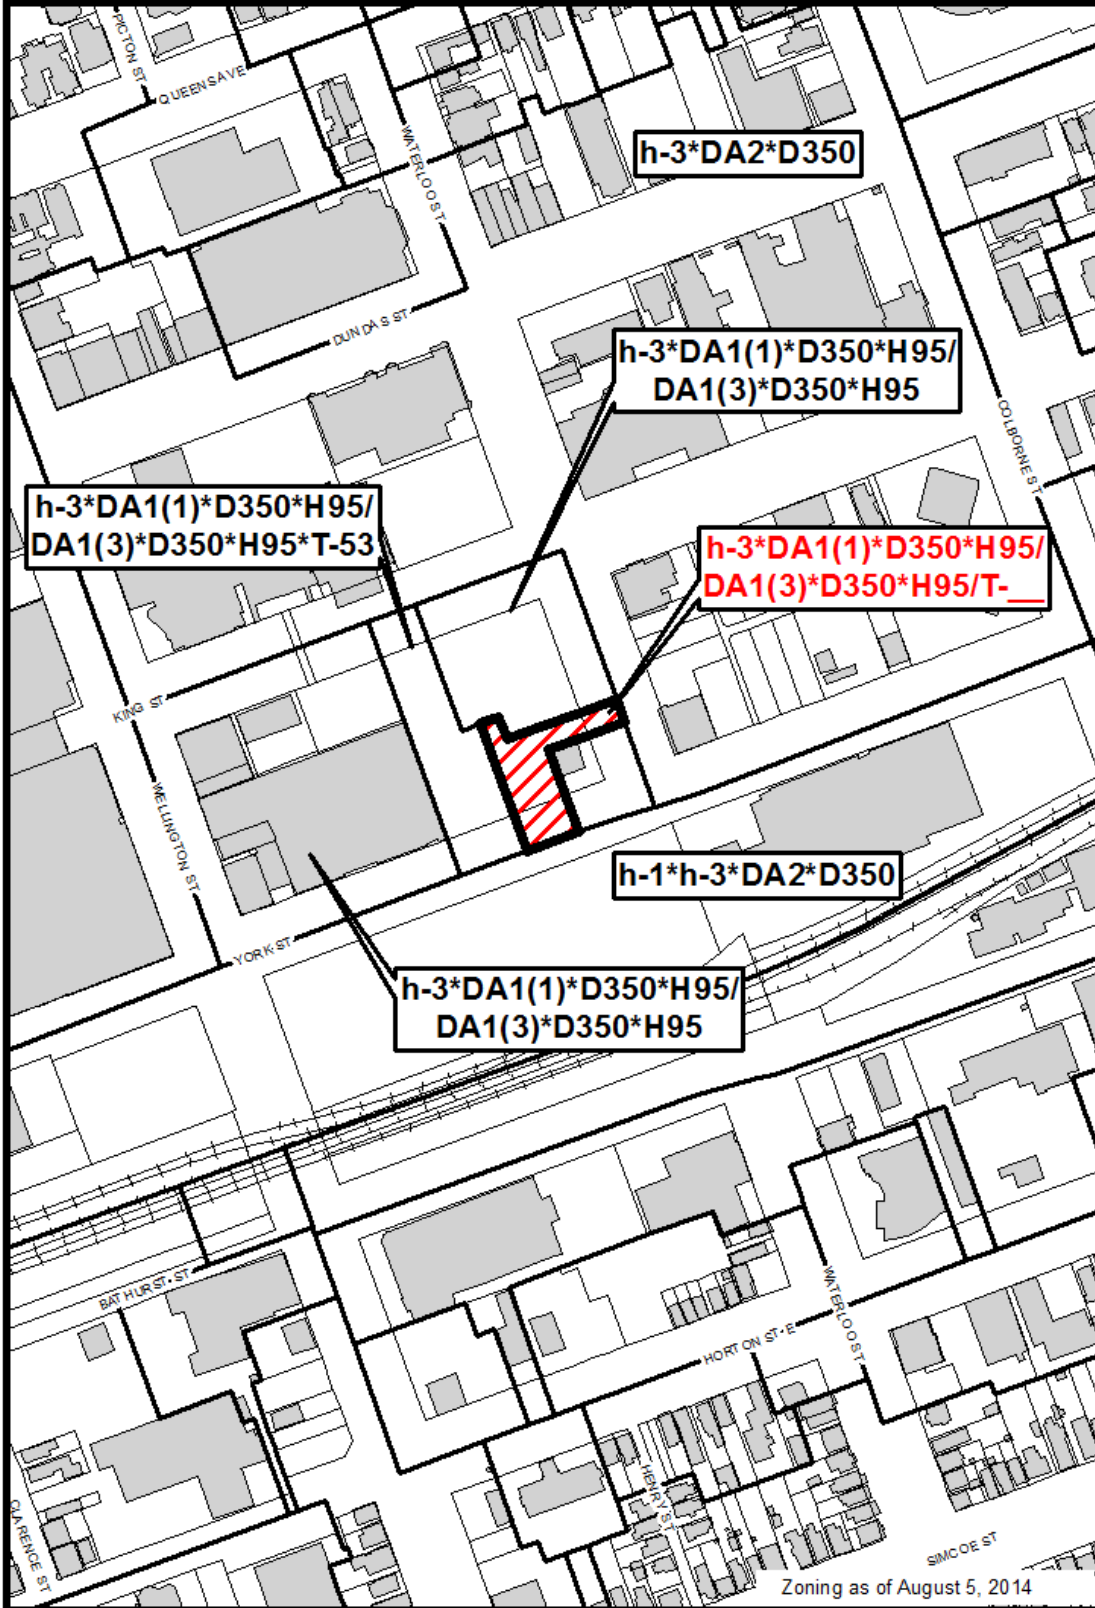 PICTON ST
QUEENS AVE
WATERLOO ST
h-3*DA2*D350
DUNDAS ST
h-3*DA1(1)*D350*H95/
DA1(3)*D350*H95
COLBORNE ST
h-3*DA1(1)*D350*H95/
DA1(3)*D350*H95*T-53
h-3*DA1(1)*D350*H95/
DA1(3)*D350*H95/T-__
KING ST
WELLINGTON ST
h-1*h-3*DA2*D350
YORK ST
h-3*DA1(1)*D350*H95/
DA1(3)*D350*H95
BATHURST ST
WATERLOO ST
HORTON ST E
HENRY ST
CLARENCE ST
SIMCOE ST
Zoning as of August 5, 2014